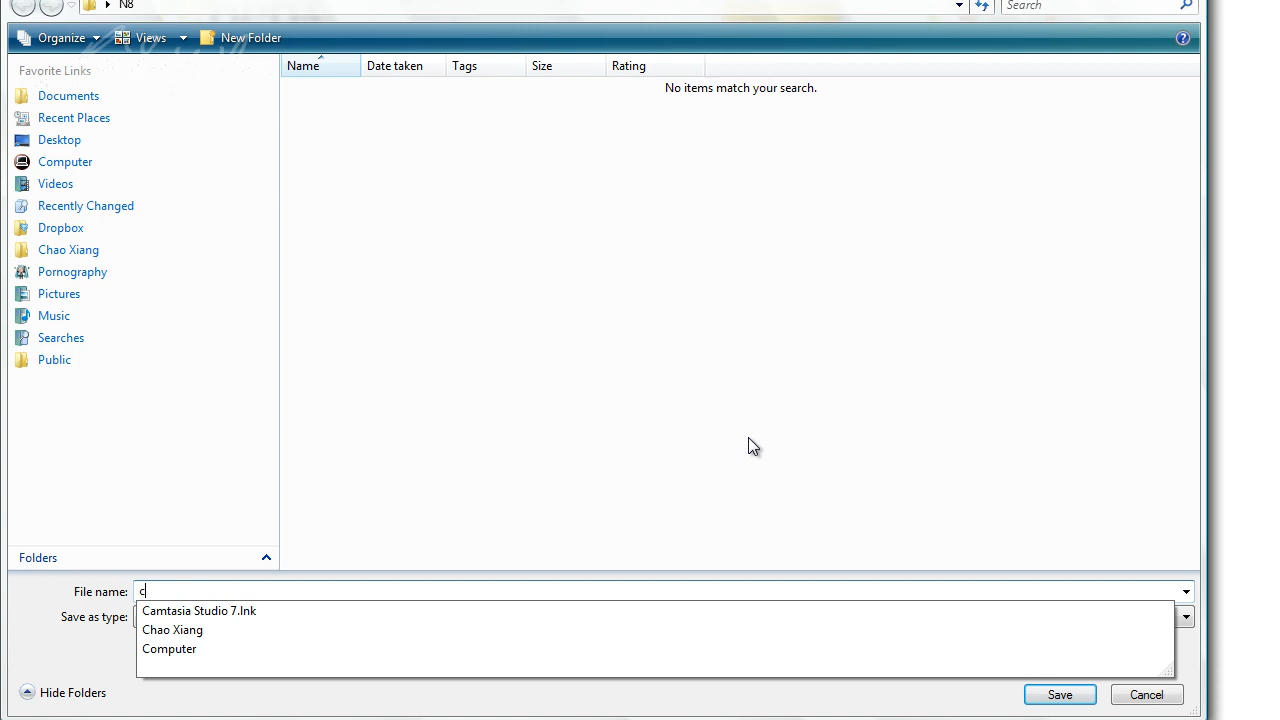 N8
Search
Organize Views New Folder
Favorite Links
Name Date taken Tags Size Rating
No items match your search.
Documents
Recent Places
Desktop
Computer
Videos
Recently Changed
Dropbox
Chao Xiang
Pornography
Pictures
Music
Searches
Public
Folders
File name: c
Save as type:
Camtasia Studio 7.lnk
Chao Xiang
Computer
Hide Folders
Save Cancel